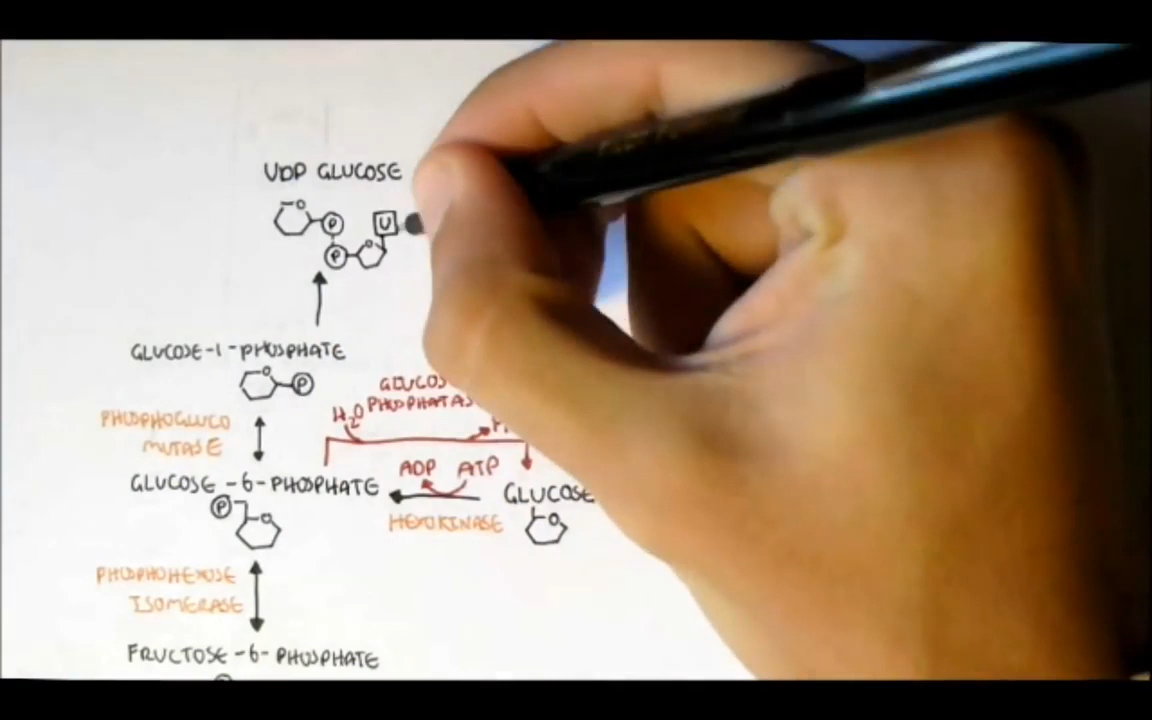 UDP GLUCOSE
P
U
P
GLUCOSE-1-PHOSPHATE
P
PHOSPHOGLUCO
MUTASE
H₂O
GLUCOSE-6-PHOSPHATE
P
ADP ATP
HEXOKINASE
GLUCOSE
PHOSPHOHEXOSE
ISOMERASE
FRUCTOSE-6-PHOSPHATE